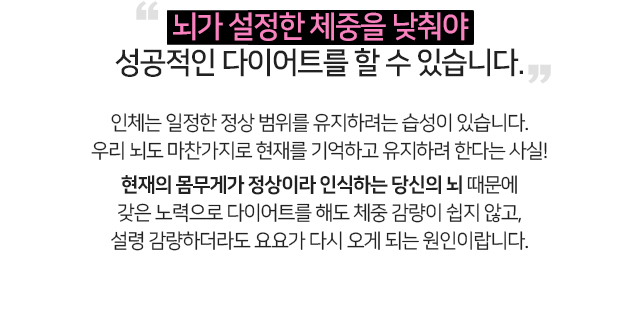 “ 뇌가 설정한 체중을 낮춰야
성공적인 다이어트를 할 수 있습니다. ”
인체는 일정한 정상 범위를 유지하려는 습성이 있습니다.
우리 뇌도 마찬가지로 현재를 기억하고 유지하려 한다는 사실!
현재의 몸무게가 정상이라 인식하는 당신의 뇌 때문에
갖은 노력으로 다이어트를 해도 체중 감량이 쉽지 않고,
설령 감량하더라도 요요가 다시 오게 되는 원인이랍니다.